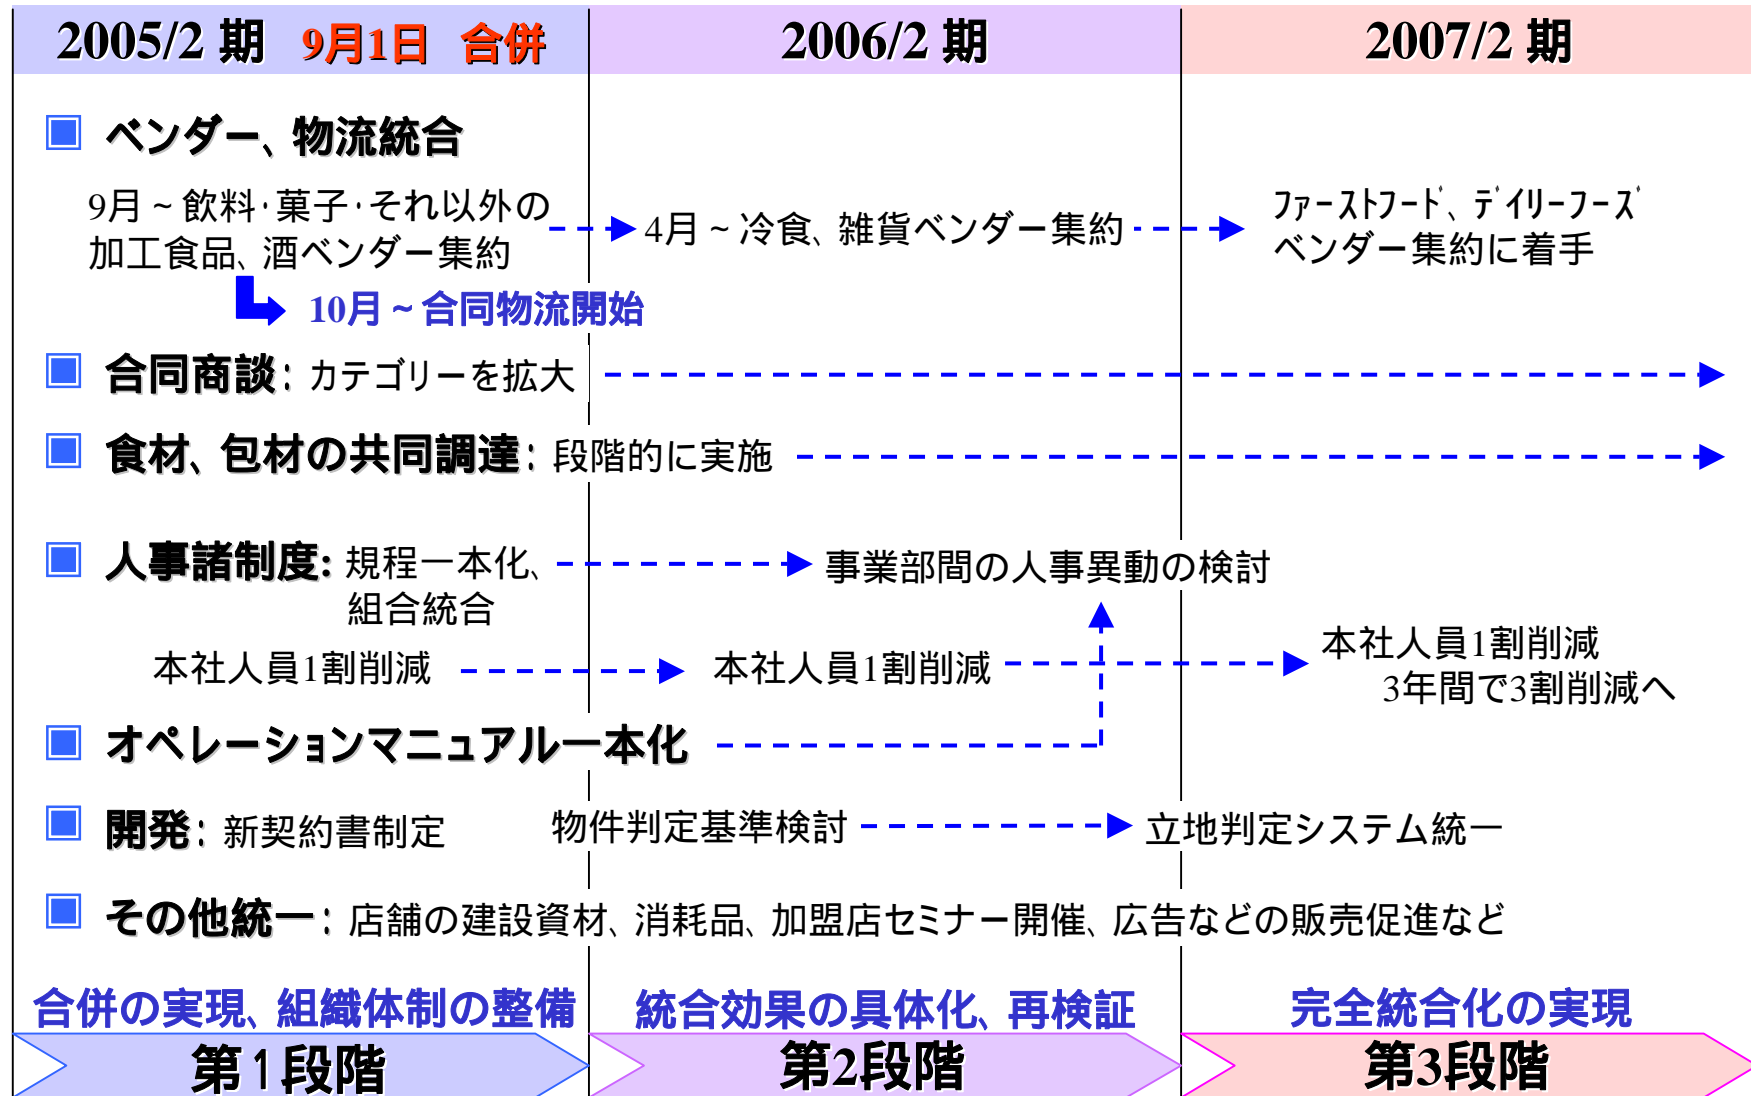 2005/2 期 9月1日 合併
2006/2 期
2007/2 期
ベンダー、物流統合
9月~飲料・菓子・それ以外の
加工食品、酒ベンダー集約
4月~冷食、雑貨ベンダー集約
ファーストフード、デイリーフーズ
ベンダー集約に着手
10月~合同物流開始
合同商談：カテゴリーを拡大
食材、包材の共同調達：段階的に実施
人事諸制度: 規程一本化、
組合統合
事業部間の人事異動の検討
本社人員1割削減
本社人員1割削減
本社人員1割削減
3年間で3割削減へ
オペレーションマニュアル一本化
開発：新契約書制定
物件判定基準検討
立地判定システム統一
その他統一：店舗の建設資材、消耗品、加盟店セミナー開催、広告などの販売促進など
合併の実現、組織体制の整備
統合効果の具体化、再検証
完全統合化の実現
第1段階
第2段階
第3段階